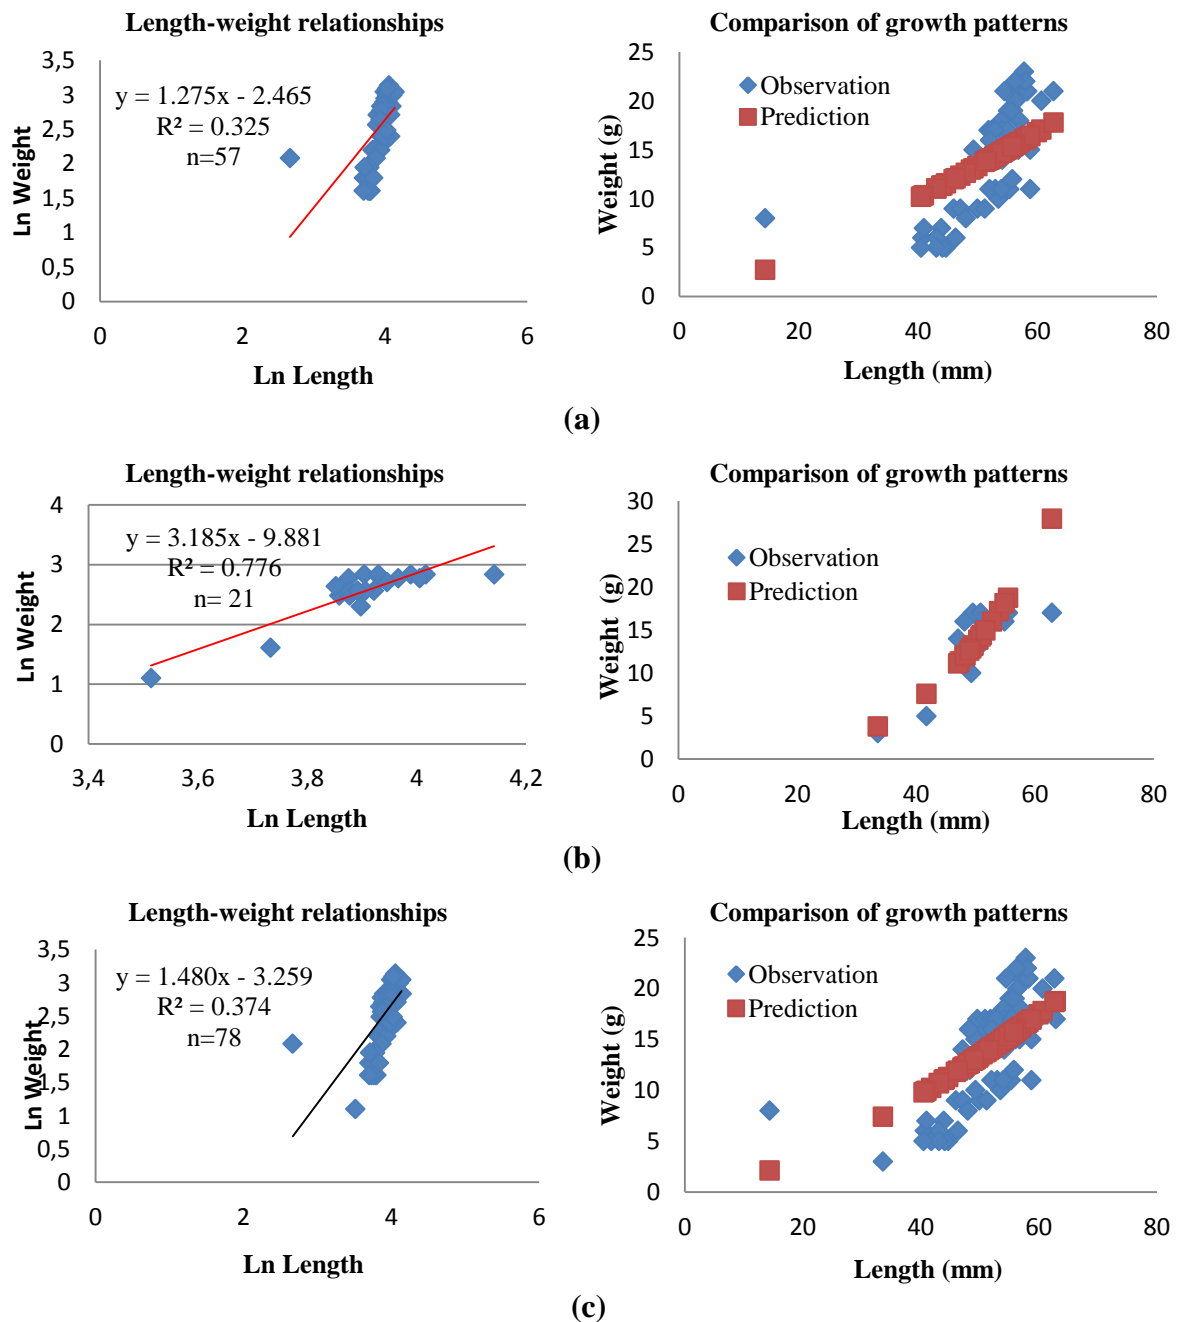 Length-weight relationships
3,5
3
2,5
2
1,5
1
0,5
0
y = 1.275x - 2.465
R² = 0.325
n=57
Ln Weight
0
2
4
6
Ln Length
Comparison of growth patterns
25
20
15
10
5
0
Observation
Prediction
Weight (g)
0
20
40
60
80
Length (mm)
(a)
Length-weight relationships
4
3
2
1
0
y = 3.185x - 9.881
R² = 0.776
n= 21
Ln Weight
3,4
3,6
3,8
4
4,2
Ln Length
Comparison of growth patterns
30
25
20
15
10
5
0
Observation
Prediction
Weight (g)
0
20
40
60
80
Length (mm)
(b)
Length-weight relationships
3,5
3
2,5
2
1,5
1
0,5
0
y = 1.480x - 3.259
R² = 0.374
n=78
Ln Weight
0
2
4
6
Ln Length
Comparison of growth patterns
25
20
15
10
5
0
Observation
Prediction
Weight (g)
0
20
40
60
80
Length (mm)
(c)